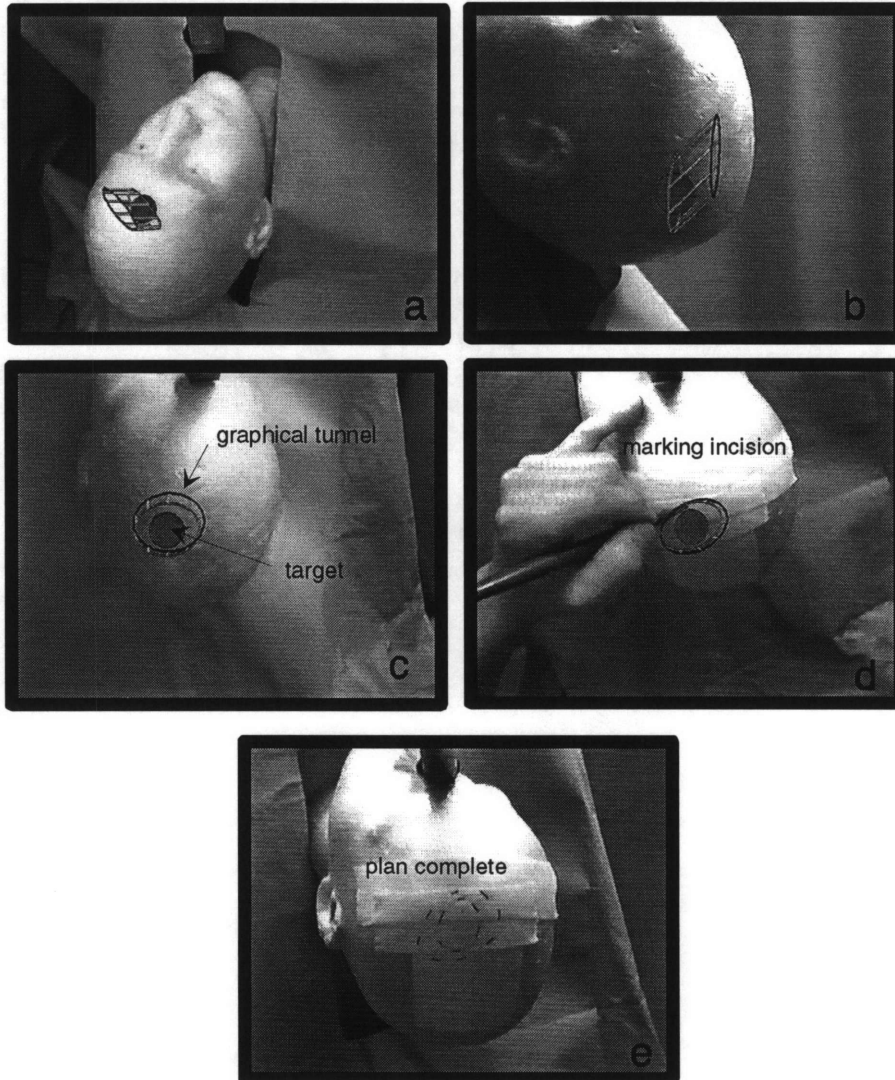 a
b
graphical tunnel
target
c
marking incision
d
plan complete
e